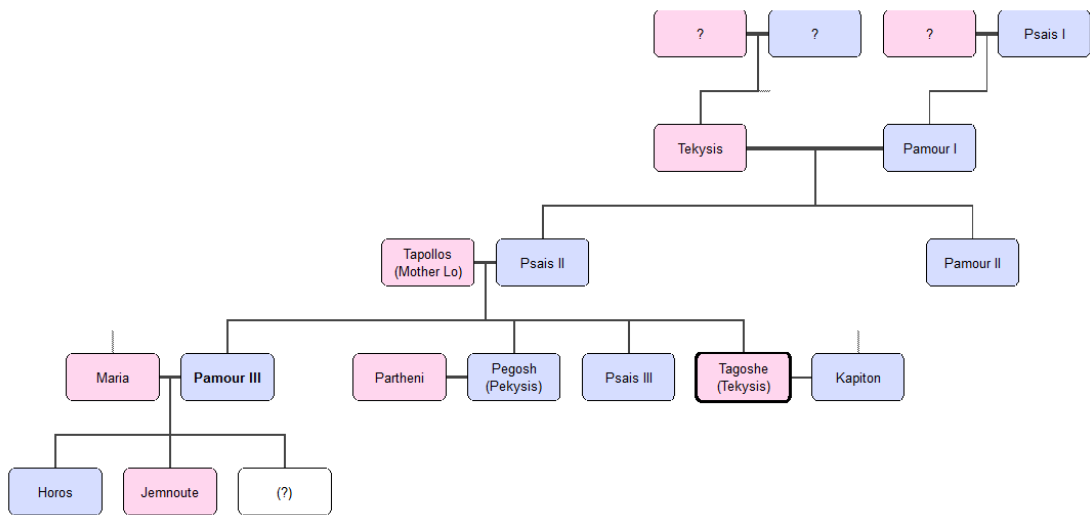 ?
?
?
Psais I
Tekysis
Pamour I
Tapollos
(Mother Lo)
Psais II
Pamour II
Maria
Pamour III
Partheni
Pegosh
(Pekysis)
Psais III
Tagoshe
(Tekysis)
Kapiton
Horos
Jemnoute
(?)